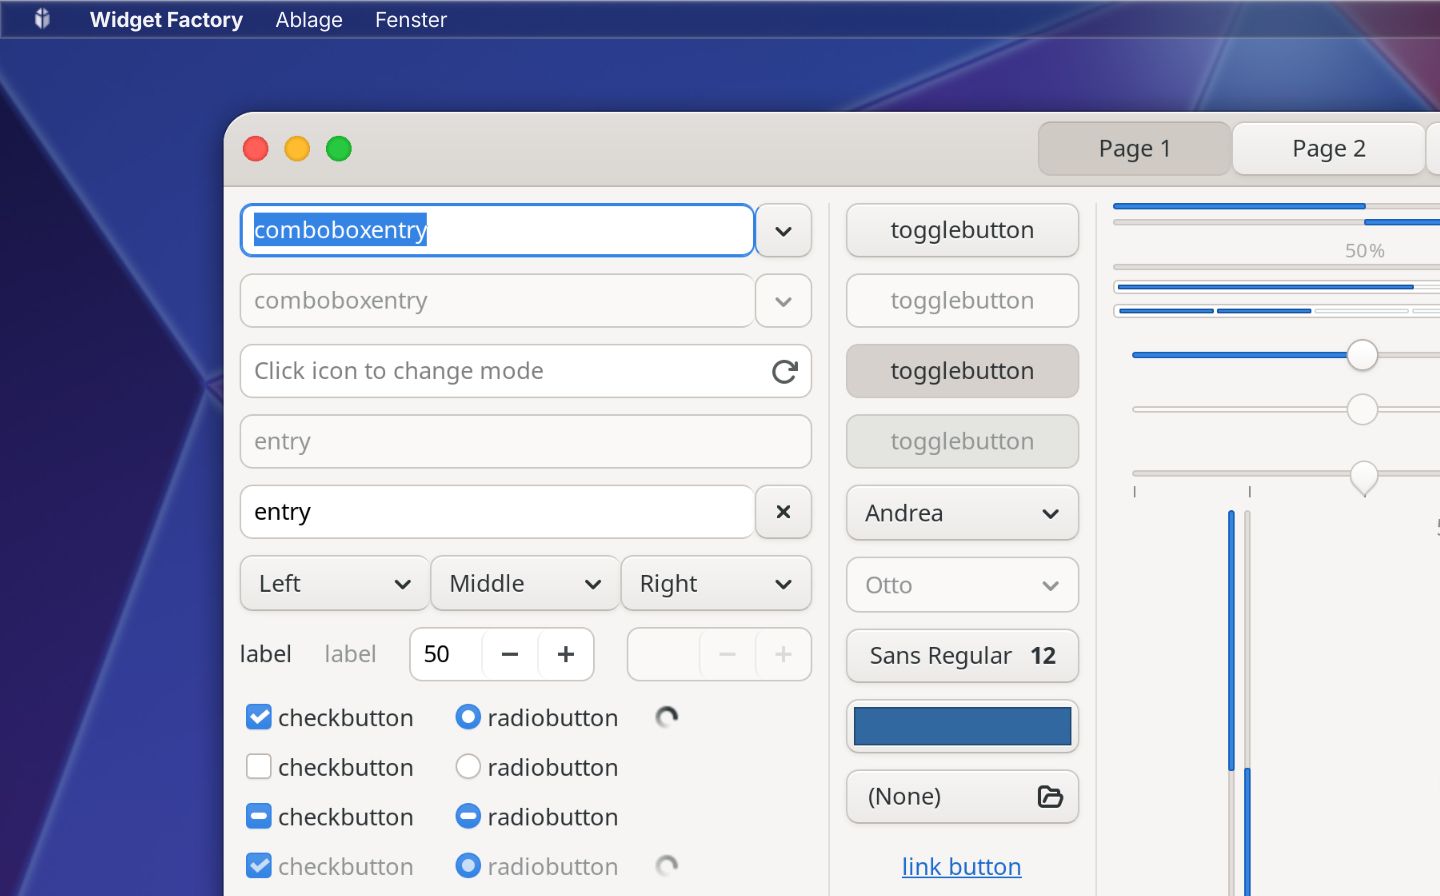 Widget Factory Ablage Fenster
Page 1 Page 2
comboboxentry
comboboxentry
Click icon to change mode
entry
entry
Left Middle Right
label label 50
checkbutton radiobutton
checkbutton radiobutton
checkbutton radiobutton
checkbutton radiobutton
togglebutton
togglebutton
togglebutton
togglebutton
Andrea
Otto
Sans Regular 12
(None)
link button
50%